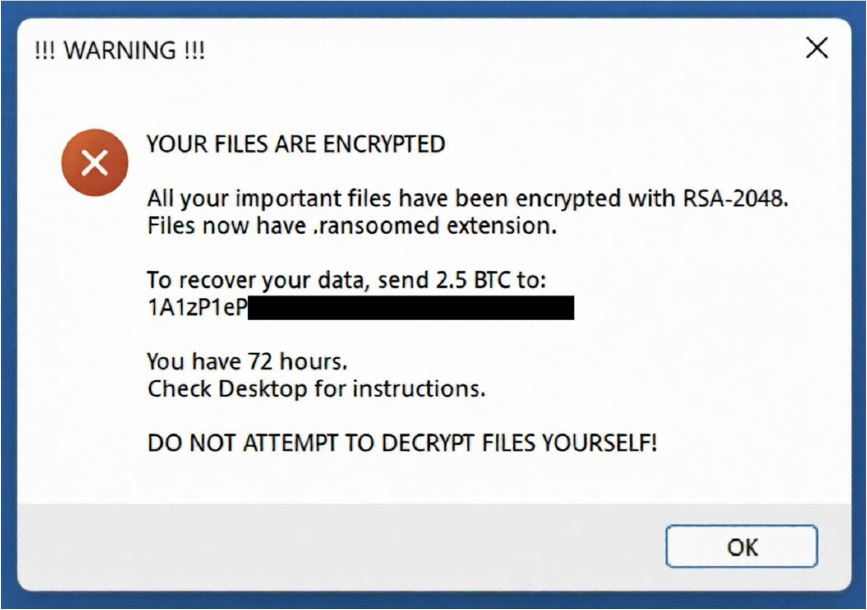 !!! WARNING !!!
YOUR FILES ARE ENCRYPTED
All your important files have been encrypted with RSA-2048.
Files now have .ransoomed extension.
To recover your data, send 2.5 BTC to:
1A1zP1eP
You have 72 hours.
Check Desktop for instructions.
DO NOT ATTEMPT TO DECRYPT FILES YOURSELF!
OK